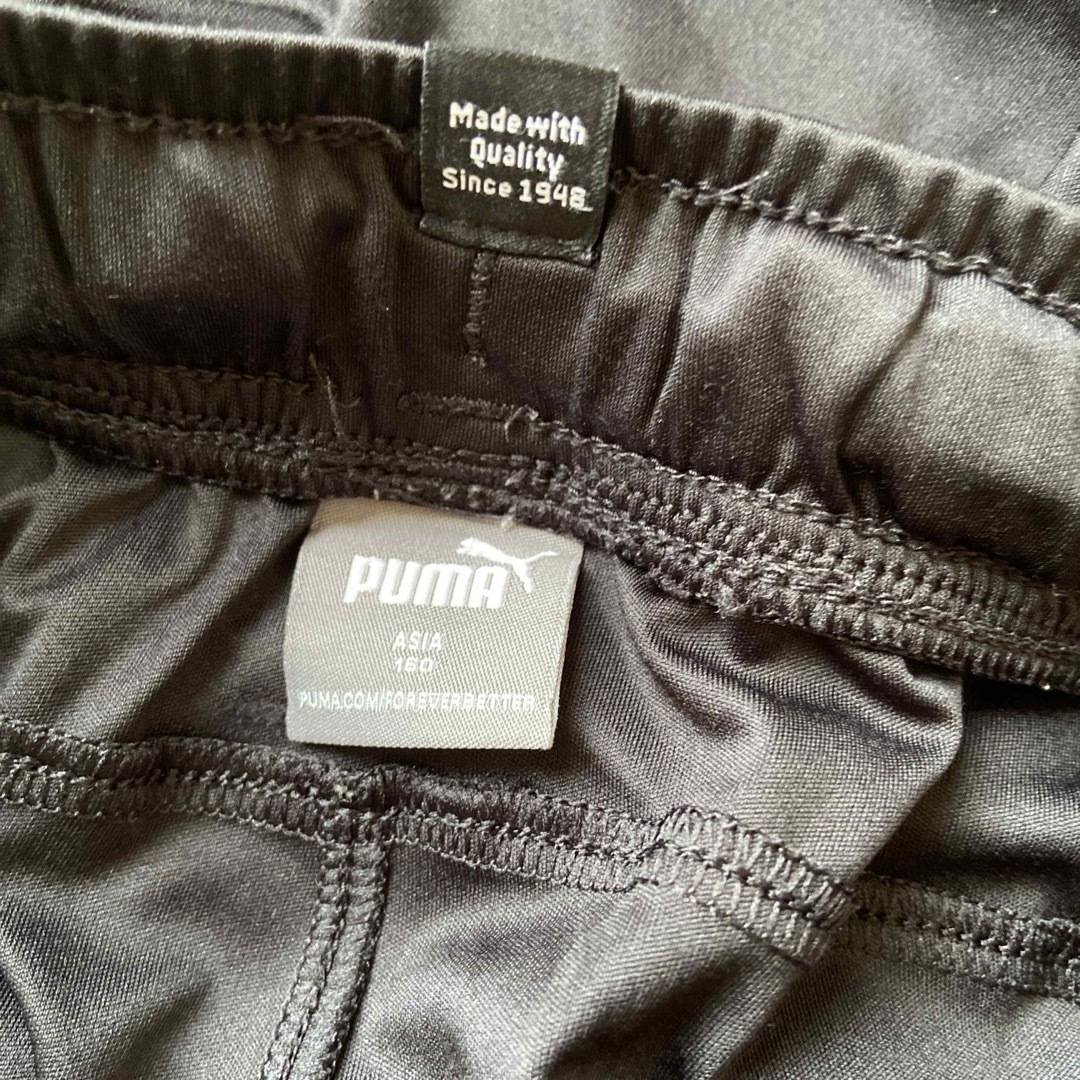 Made with
Quality
Since 1948
PUMA
ASIA
160
PUMA.COM/FOREVERBETTER